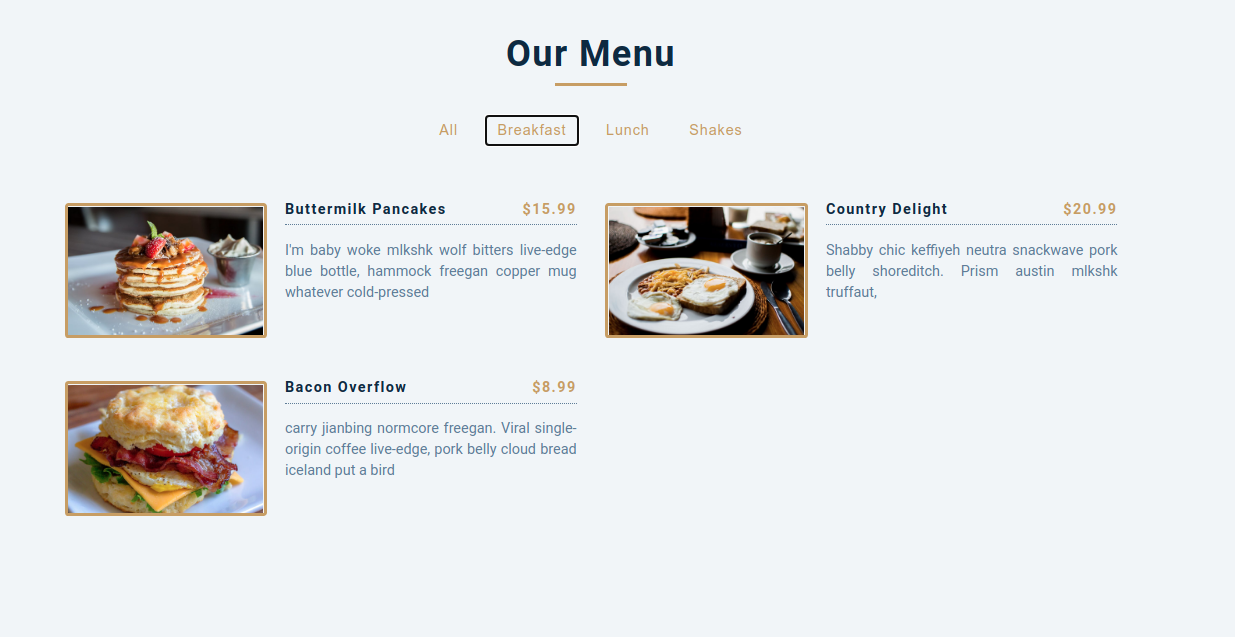 Our Menu
All Breakfast Lunch Shakes
Buttermilk Pancakes $15.99
I'm baby woke mlkshk wolf bitters live-edge
blue bottle, hammock freegan copper mug
whatever cold-pressed
Country Delight $20.99
Shabby chic keffiyeh neutra snackwave pork
belly shoreditch. Prism austin mlkshk
truffaut,
Bacon Overflow $8.99
carry jianbing normcore freegan. Viral single-
origin coffee live-edge, pork belly cloud bread
iceland put a bird